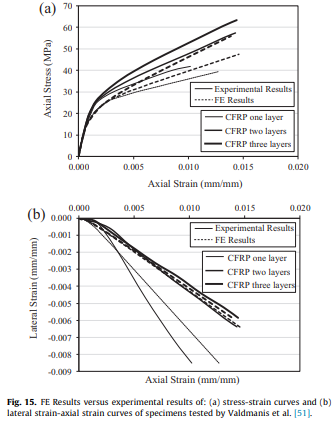 (a)
70
60
50
40
30
20
10
0
Axial Stress (MPa)
Experimental Results
FE Results
CFRP one layer
CFRP two layers
CFRP three layers
0.000 0.005 0.010 0.015 0.020
Axial Strain (mm/mm)
(b)
0.000 0.005 0.010 0.015 0.020
0.000
-0.001
-0.002
-0.003
-0.004
-0.005
-0.006
-0.007
-0.008
-0.009
Lateral Strain (mm/mm)
Experimental Results
FE Results
CFRP one layer
CFRP two layers
CFRP three layers
Axial Strain (mm/mm)
Fig. 15. FE Results versus experimental results of: (a) stress-strain curves and (b)
lateral strain-axial strain curves of specimens tested by Valdmanis et al. [51].